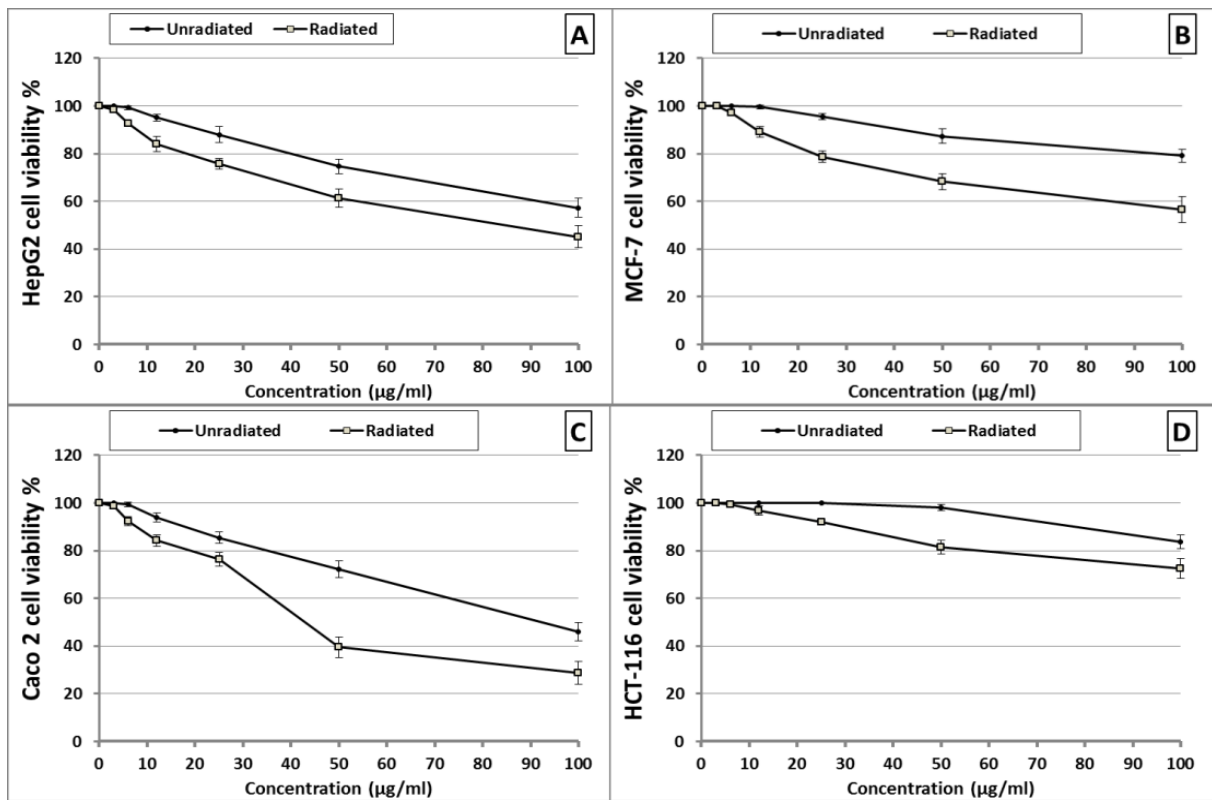 Unradiated Radiated
A
HepG2 cell viability %
120
100
80
60
40
20
0
0 10 20 30 40 50 60 70 80 90 100
Concentration (µg/ml)
Unradiated Radiated
B
MCF-7 cell viability %
120
100
80
60
40
20
0
0 10 20 30 40 50 60 70 80 90 100
Concentration (µg/ml)
Unradiated Radiated
C
Caco 2 cell viability %
120
100
80
60
40
20
0
0 10 20 30 40 50 60 70 80 90 100
Concentration (µg/ml)
Unradiated Radiated
D
HCT-116 cell viability %
120
100
80
60
40
20
0
0 10 20 30 40 50 60 70 80 90 100
Concentration (µg/ml)